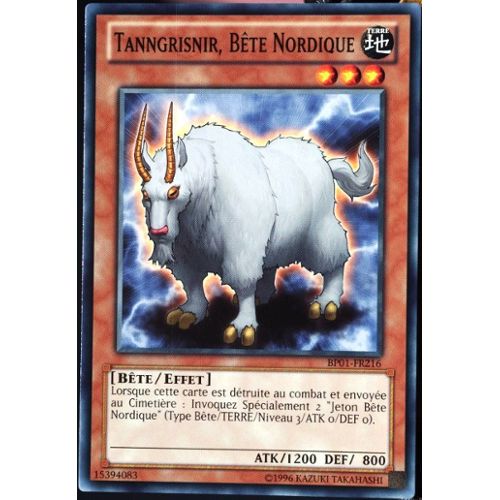 Tanngrisnir, Bête Nordique
TERRE
地
BP01-FR216
[Bête/Effet]
Lorsque cette carte est détruite au combat et envoyée
au Cimetière : Invoquez Spécialement 2 "Jeton Bête
Nordique" (Type Bête/TERRE/Niveau 3/ATK 0/DEF 0).
ATK/1200 DEF/ 800
15394083
©1996 KAZUKI TAKAHASHI